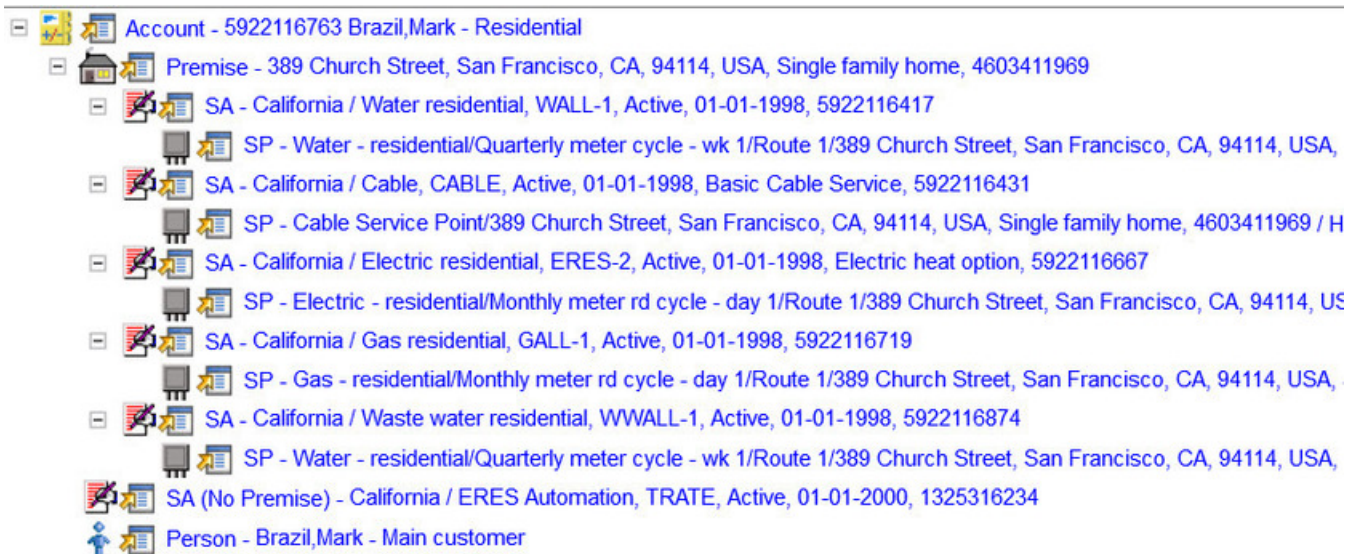 Account - 5922116763 Brazil,Mark - Residential
Premise - 389 Church Street, San Francisco, CA, 94114, USA, Single family home, 4603411969
SA - California / Water residential, WALL-1, Active, 01-01-1998, 5922116417
SP - Water - residential/Quarterly meter cycle - wk 1/Route 1/389 Church Street, San Francisco, CA, 94114, USA,
SA - California / Cable, CABLE, Active, 01-01-1998, Basic Cable Service, 5922116431
SP - Cable Service Point/389 Church Street, San Francisco, CA, 94114, USA, Single family home, 4603411969 / H
SA - California / Electric residential, ERES-2, Active, 01-01-1998, Electric heat option, 5922116667
SP - Electric - residential/Monthly meter rd cycle - day 1/Route 1/389 Church Street, San Francisco, CA, 94114, US
SA - California / Gas residential, GALL-1, Active, 01-01-1998, 5922116719
SP - Gas - residential/Monthly meter rd cycle - day 1/Route 1/389 Church Street, San Francisco, CA, 94114, USA,
SA - California / Waste water residential, WWALL-1, Active, 01-01-1998, 5922116874
SP - Water - residential/Quarterly meter cycle - wk 1/Route 1/389 Church Street, San Francisco, CA, 94114, USA,
SA (No Premise) - California / ERES Automation, TRATE, Active, 01-01-2000, 1325316234
Person - Brazil,Mark - Main customer